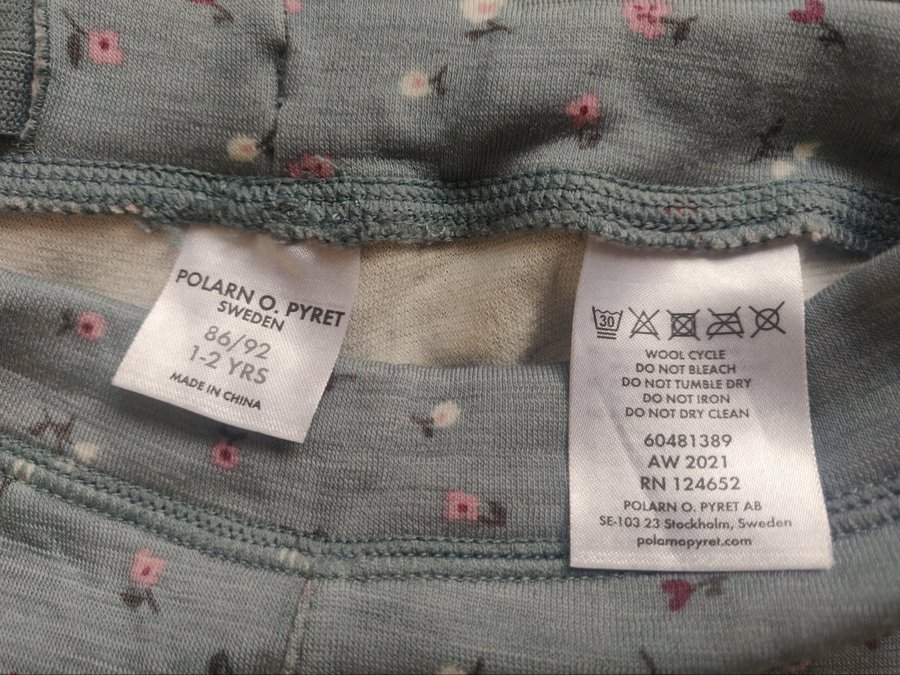 POLARN O. PYRET
SWEDEN
86/92
1-2 YRS
MADE IN CHINA
30
WOOL CYCLE
DO NOT BLEACH
DO NOT TUMBLE DRY
DO NOT IRON
DO NOT DRY CLEAN
60481389
AW 2021
RN 124652
POLARN O. PYRET AB
SE-103 23 Stockholm, Sweden
polarnopyret.com